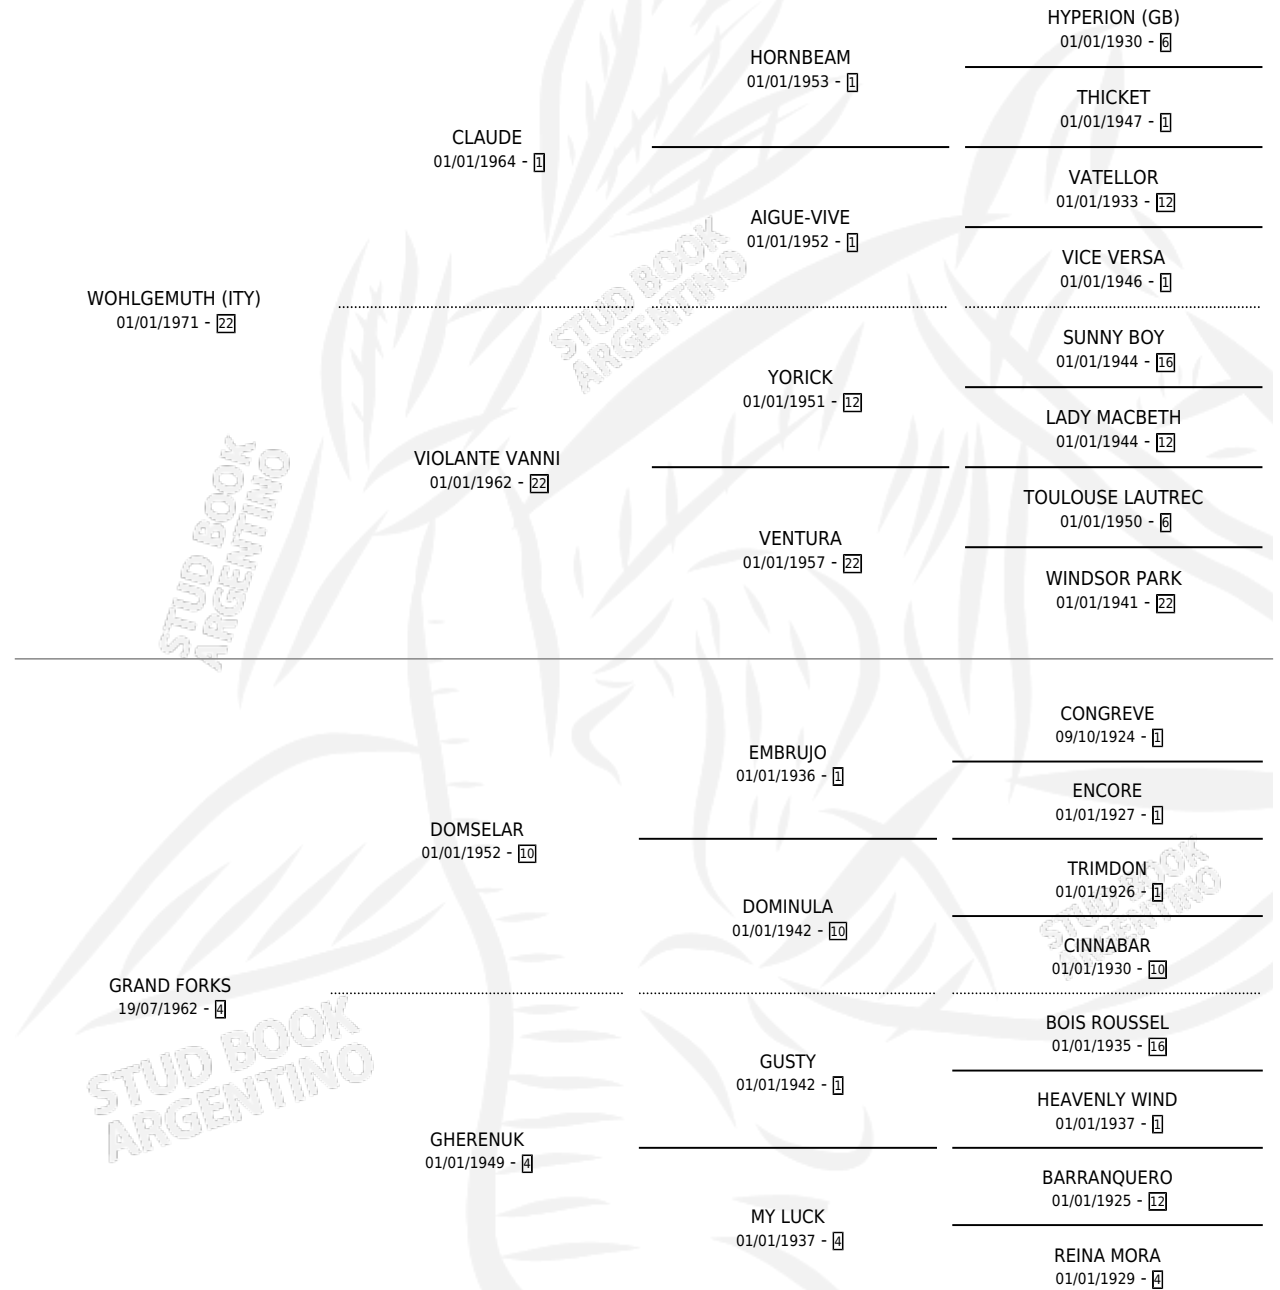 HYPERION (GB)
01/01/1930 - 6
HORNBEAM
01/01/1953 - 1
THICKET
01/01/1947 - 1
CLAUDE
01/01/1964 - 1
VATELLOR
01/01/1933 - 12
AIGUE-VIVE
01/01/1952 - 1
VICE VERSA
01/01/1946 - 1
WOHLGEMUTH (ITY)
01/01/1971 - 22
SUNNY BOY
01/01/1944 - 16
YORICK
01/01/1951 - 12
LADY MACBETH
01/01/1944 - 12
VIOLANTE VANNI
01/01/1962 - 22
TOULOUSE LAUTREC
01/01/1950 - 6
VENTURA
01/01/1957 - 22
WINDSOR PARK
01/01/1941 - 22
CONGREVE
09/10/1924 - 1
EMBRUJO
01/01/1936 - 1
ENCORE
01/01/1927 - 1
DOMSELAR
01/01/1952 - 10
TRIMDON
01/01/1926 - 1
DOMINULA
01/01/1942 - 10
CINNABAR
01/01/1930 - 10
GRAND FORKS
19/07/1962 - 4
BOIS ROUSSEL
01/01/1935 - 16
GUSTY
01/01/1942 - 1
HEAVENLY WIND
01/01/1937 - 1
GHERENUK
01/01/1949 - 4
BARRANQUERO
01/01/1925 - 12
MY LUCK
01/01/1937 - 4
REINA MORA
01/01/1929 - 4
STUD BOOK
ARGENTINO
STUD BOOK
ARGENTINO
STUD BOOK
ARGENTINO
STUD BOOK
ARGENTINO